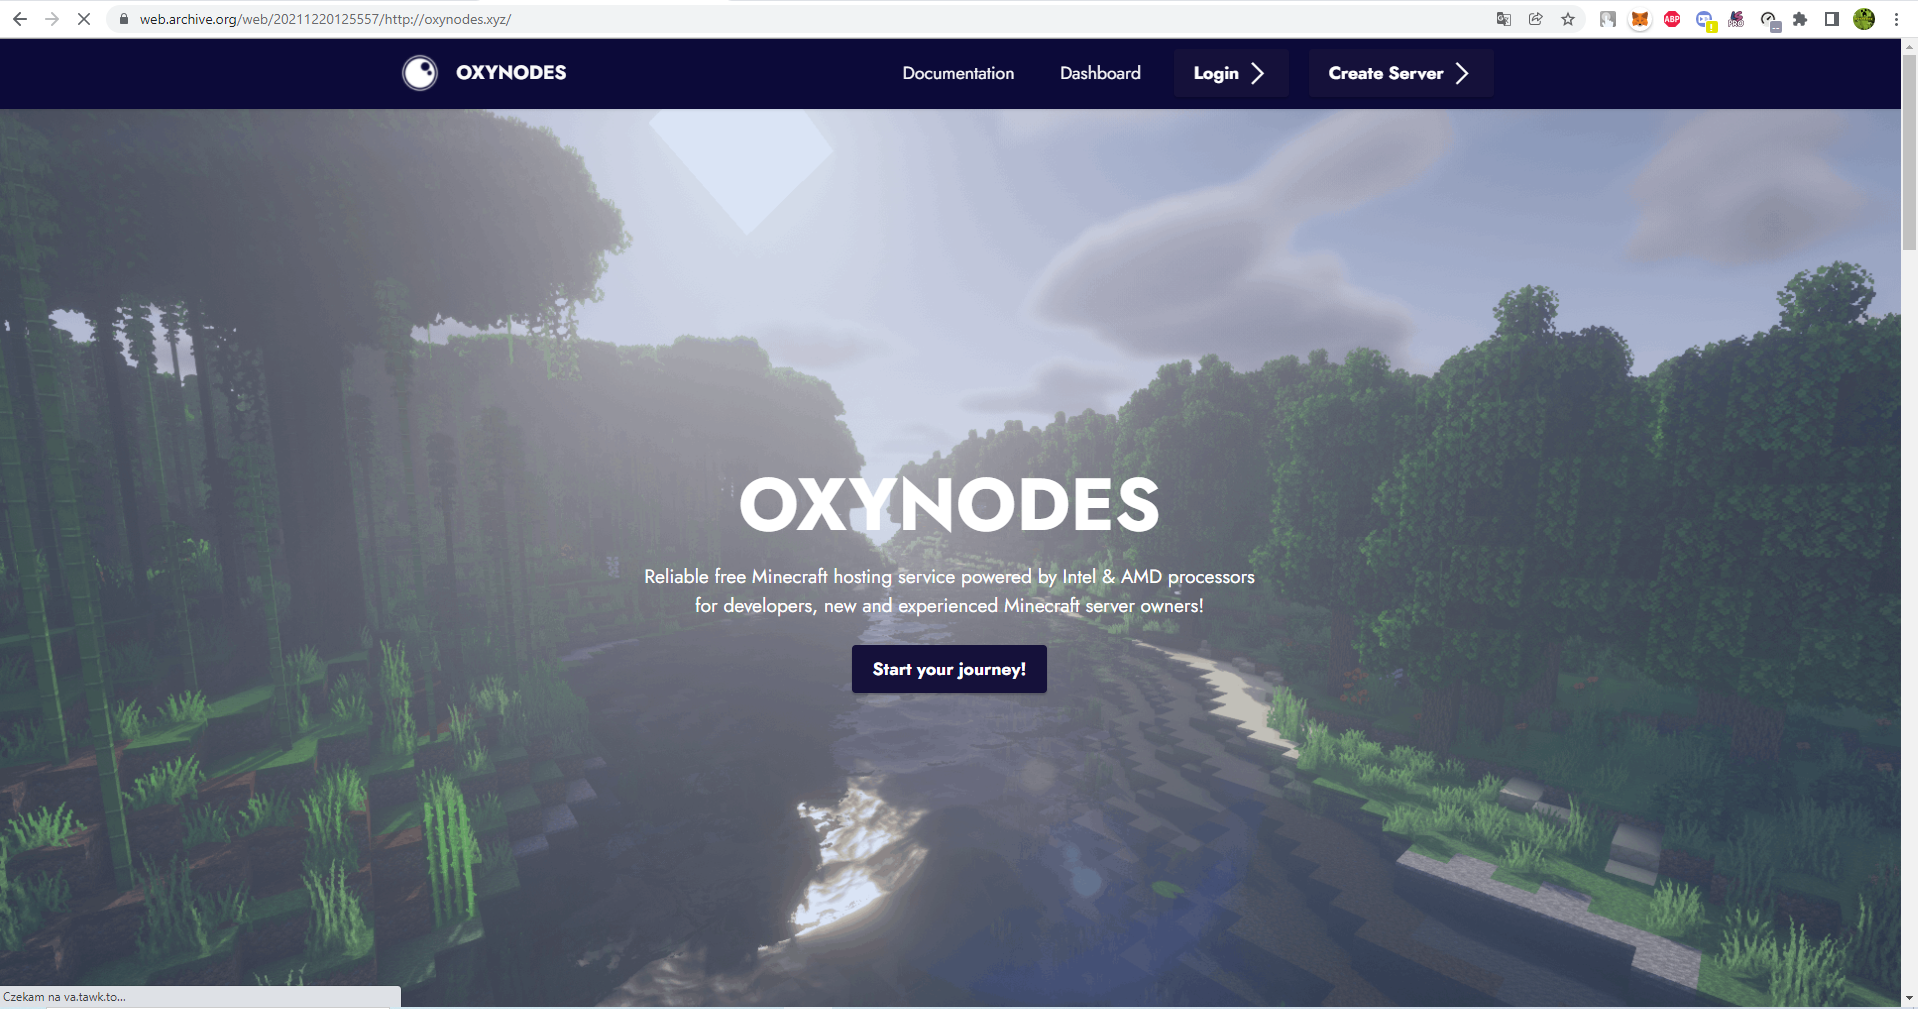 web.archive.org/web/20211220125557/http://oxynodes.xyz/
ABP
PRO
OXYNODES
Documentation
Dashboard
Login
Create Server
OXYNODES
Reliable free Minecraft hosting service powered by Intel & AMD processors
for developers, new and experienced Minecraft server owners!
Start your journey!
Czekam na va.tawk.to...